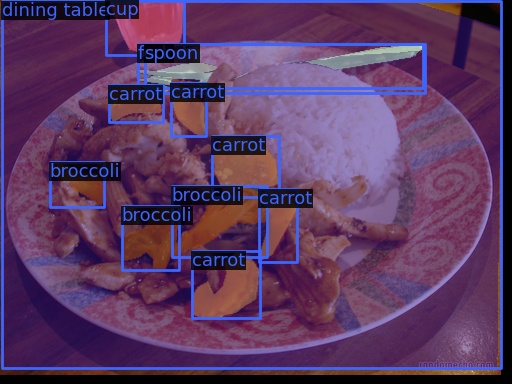 dining table
cup
fspoon
carrot
carrot
carrot
broccoli
broccoli
carrot
broccoli
carrot